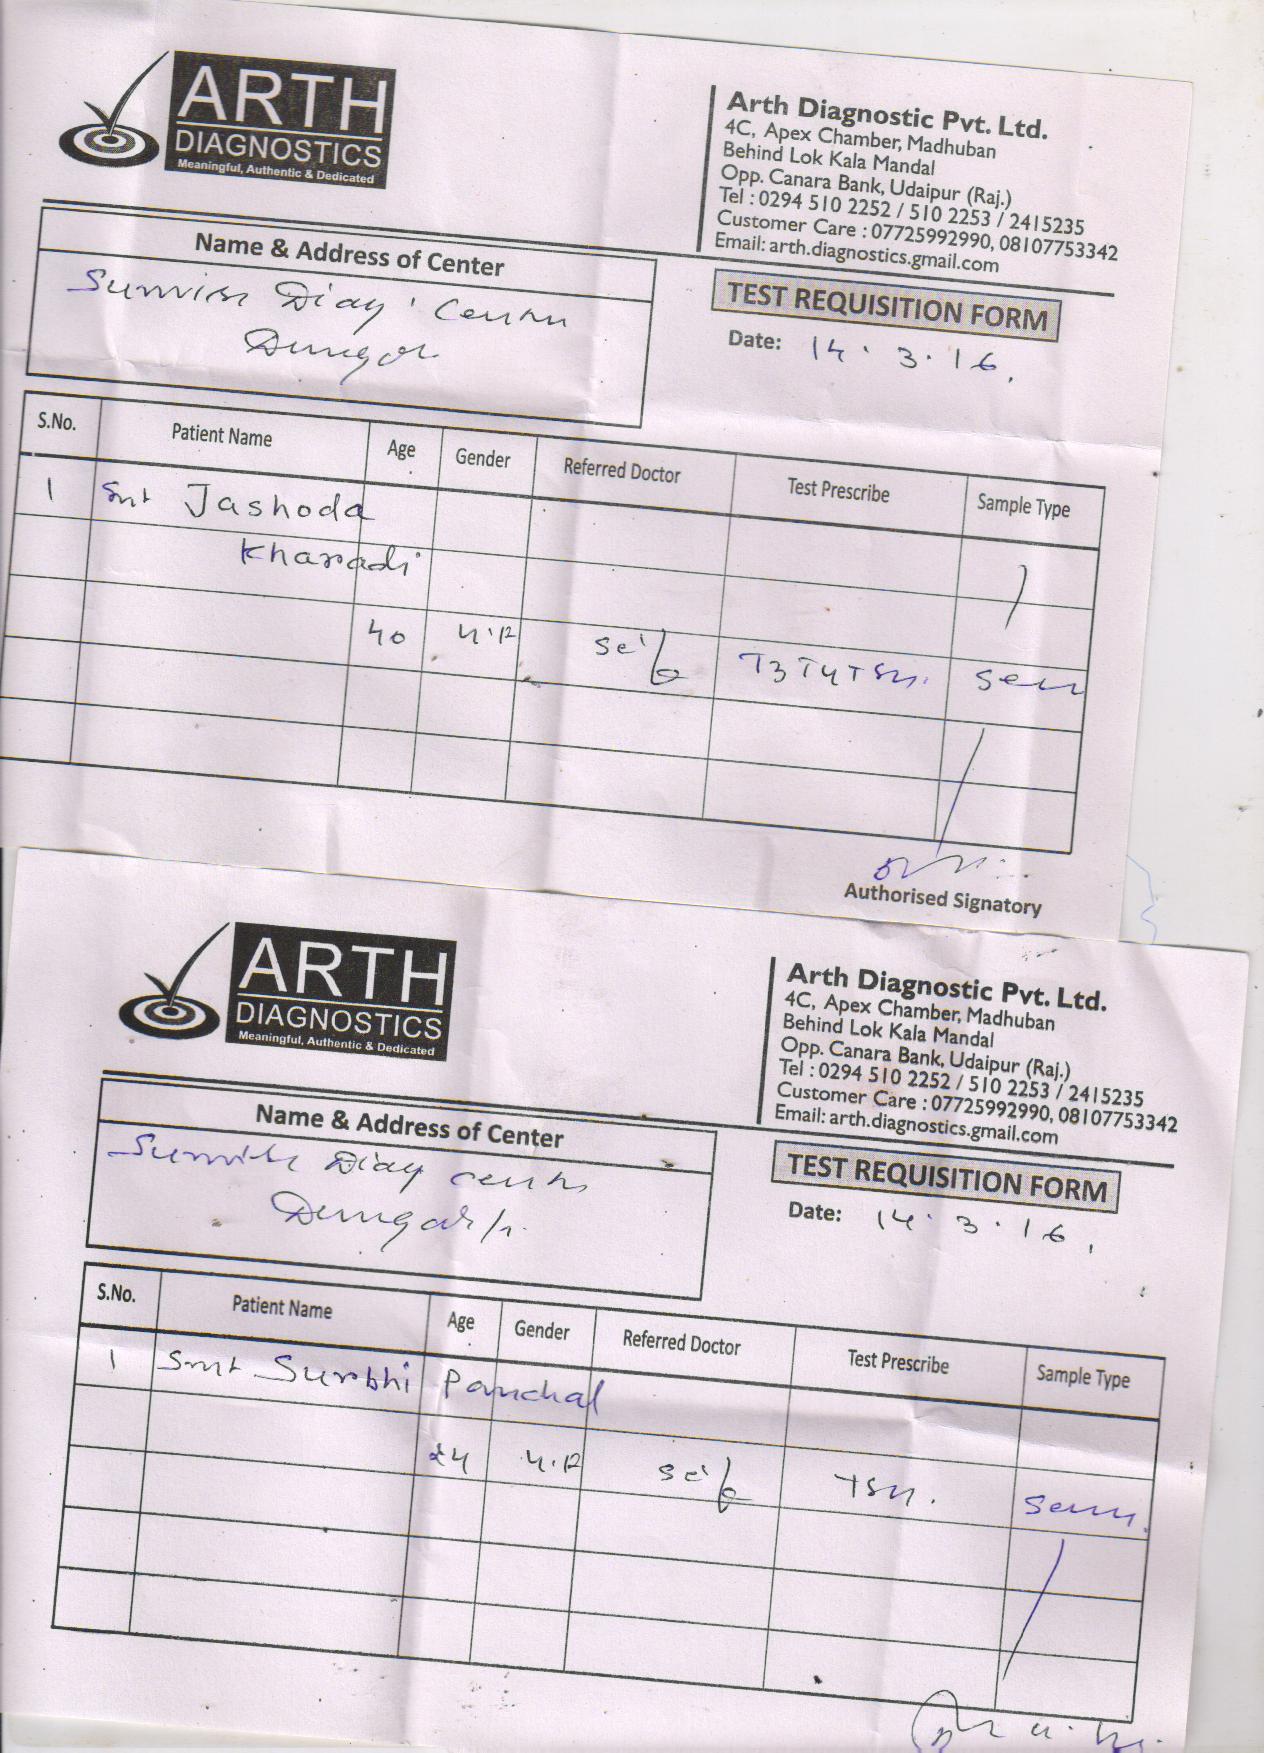 ARTH
DIAGNOSTICS
Meaningful, Authentic & Dedicated
Arth Diagnostic Pvt. Ltd.
4C, Apex Chamber, Madhuban
Behind Lok Kala Mandal
Opp. Canara Bank, Udaipur (Raj.)
Tel : 0294 510 2252 / 510 2253 / 2415235
Customer Care : 07725992990, 08107753342
Email: arth.diagnostics.gmail.com
Name & Address of Center
TEST REQUISITION FORM
Date: 14.3.16.
S.No. Patient Name Age Gender Referred Doctor Test Prescribe Sample Type
1 Smt Jashoda
Kharadi
40 Self T3 T4 TSH.
Authorised Signatory
ARTH
DIAGNOSTICS
Meaningful, Authentic & Dedicated
Arth Diagnostic Pvt. Ltd.
4C, Apex Chamber, Madhuban
Behind Lok Kala Mandal
Opp. Canara Bank, Udaipur (Raj.)
Tel : 0294 510 2252 / 510 2253 / 2415235
Customer Care : 07725992990, 08107753342
Email: arth.diagnostics.gmail.com
Name & Address of Center
TEST REQUISITION FORM
Date: 14.3.16.
S.No. Patient Name Age Gender Referred Doctor Test Prescribe Sample Type
1 Smt Surbhi Panchal
24 Self TSH.